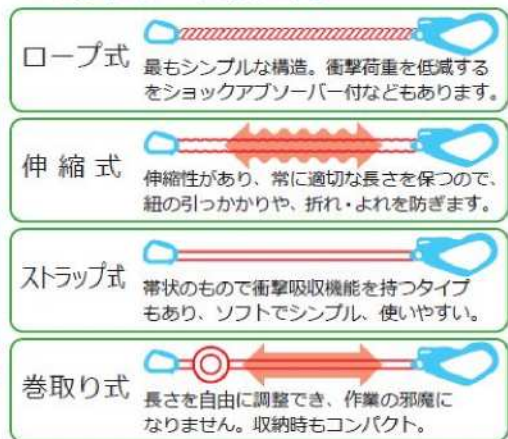 ロープ式
最もシンプルな構造。衝撃荷重を低減する
をショックアブソーバー付などもあります。
伸縮式
伸縮性があり、常に適切な長さを保つので、
紐の引っかかりや、折れ・よれを防ぎます。
ストラップ式
帯状のもので衝撃吸収機能を持つタイプ
もあり、ソフトでシンプル、使いやすい。
巻取り式
長さを自由に調整でき、作業の邪魔に
なりません。収納時もコンパクト。